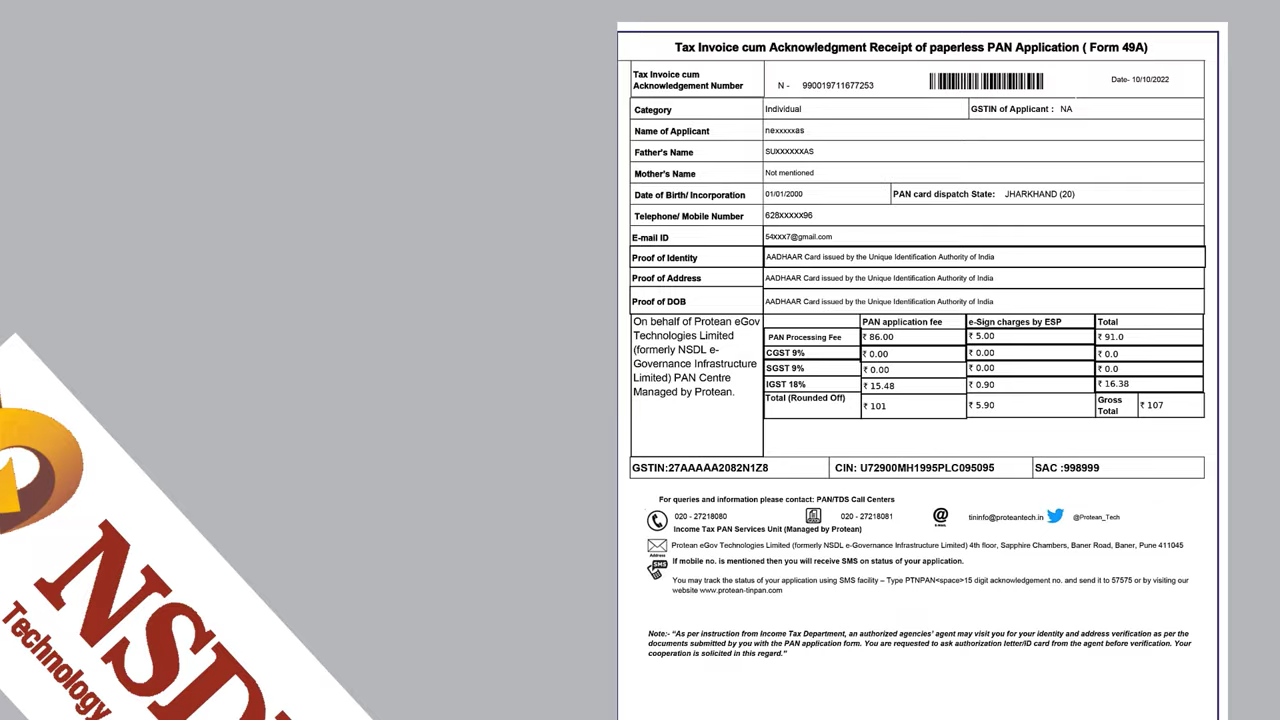 Tax Invoice cum Acknowledgment Receipt of paperless PAN Application ( Form 49A)
Tax Invoice cum
Acknowledgement Number
N - 990019711677253
Date- 10/10/2022
Category Individual GSTIN of Applicant : NA
Name of Applicant nexxxxxas
Father's Name SUXXXXXXAS
Mother's Name Not mentioned
Date of Birth/ Incorporation 01/01/2000 PAN card dispatch State: JHARKHAND (20)
Telephone/ Mobile Number 628XXXXX96
E-mail ID 54XXX7@gmail.com
Proof of Identity AADHAAR Card issued by the Unique Identification Authority of India
Proof of Address AADHAAR Card issued by the Unique Identification Authority of India
Proof of DOB AADHAAR Card issued by the Unique Identification Authority of India
On behalf of Protean eGov
Technologies Limited
(formerly NSDL e-
Governance Infrastructure
Limited) PAN Centre
Managed by Protean.
PAN application fee e-Sign charges by ESP Total
PAN Processing Fee ₹ 86.00 ₹ 5.00 ₹ 91.0
CGST 9% ₹ 0.00 ₹ 0.00 ₹ 0.0
SGST 9% ₹ 0.00 ₹ 0.00 ₹ 0.0
IGST 18% ₹ 15.48 ₹ 0.90 ₹ 16.38
Total (Rounded Off) ₹ 101 ₹ 5.90 Gross Total ₹ 107
GSTIN:27AAAAA2082N1Z8 CIN: U72900MH1995PLC095095 SAC :998999
For queries and information please contact: PAN/TDS Call Centers
020 - 27218080 020 - 27218081 @ tininfo@proteantech.in @Protean_Tech
E-MAIL
Income Tax PAN Services Unit (Managed by Protean)
Protean eGov Technologies Limited (formerly NSDL e-Governance Infrastructure Limited) 4th floor, Sapphire Chambers, Baner Road, Baner, Pune 411045
Address
SMS
If mobile no. is mentioned then you will receive SMS on status of your application.
You may track the status of your application using SMS facility – Type PTNPAN<space>15 digit acknowledgement no. and send it to 57575 or by visiting our
website www.protean-tinpan.com
Note:- “As per instruction from Income Tax Department, an authorized agencies' agent may visit you for your identity and address verification as per the
documents submitted by you with the PAN application form. You are requested to ask authorization letter/ID card from the agent before verification. Your
cooperation is solicited in this regard.”
NSDL
Technology